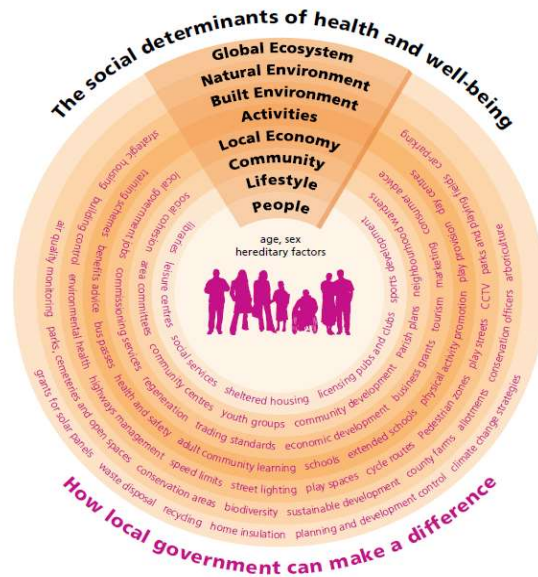 The social determinants of health and well-being
Global Ecosystem
Natural Environment
Built Environment
Activities
Local Economy
Community
Lifestyle
People
age, sex
hereditary factors
libraries leisure centres social services sheltered housing licensing pubs and clubs sports development
social cohesion area committees community centres youth groups community development Parish plans neighbourhood wardens
local government jobs commissioning services regeneration trading standards economic development business grants tourism marketing consumer advice
training schemes benefits advice bus passes health and safety adult community learning schools extended schools physical activity promotion play provision day centres
strategic housing building control environmental health highways management speed limits street lighting play spaces cycle routes Pedestrian zones play streets CCTV parks and playing fields car-parking
air quality monitoring parks, cemeteries and open spaces conservation areas biodiversity sustainable development county farms allotments conservation officers arboriculture
grants for solar panels waste disposal recycling home insulation planning and development control climate change strategies
How local government can make a difference